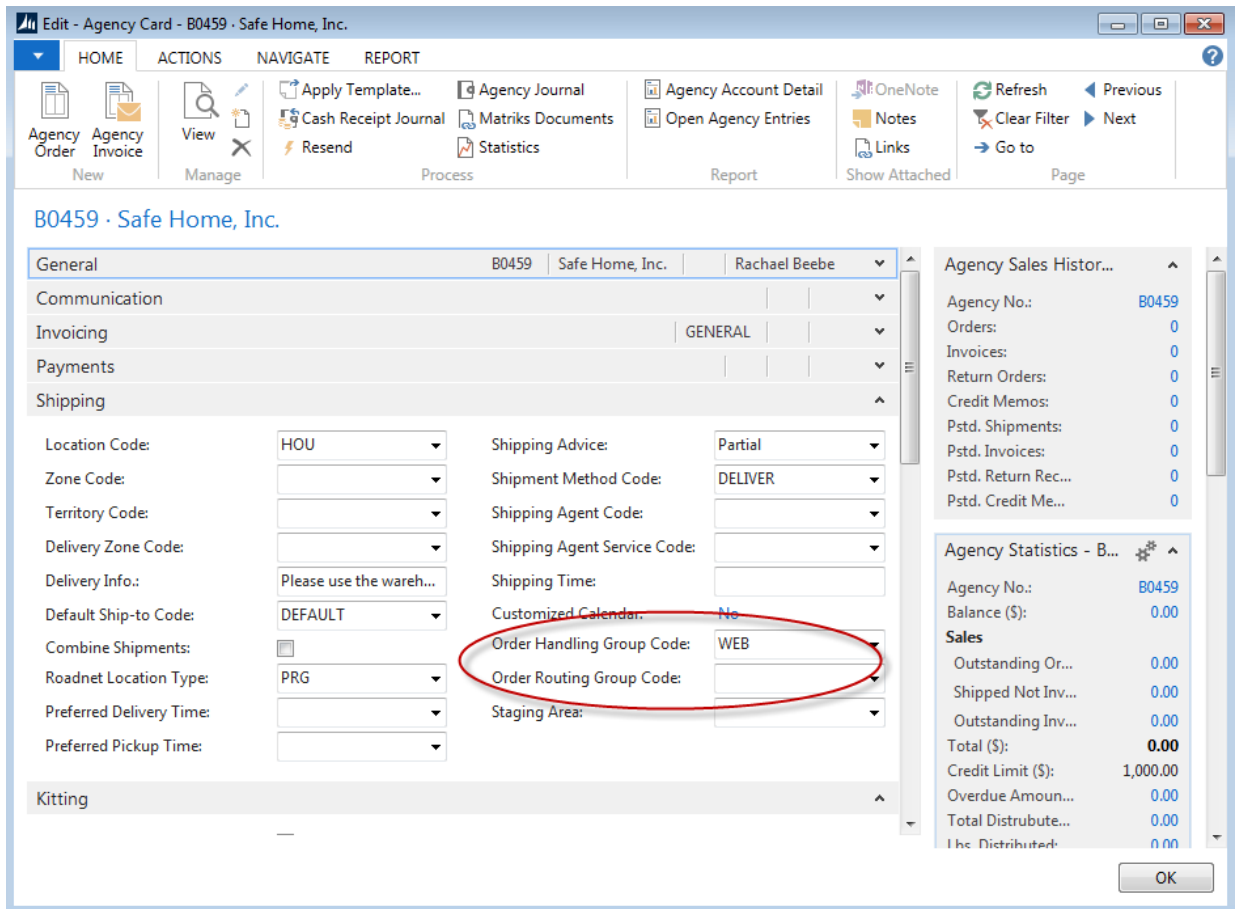 Edit - Agency Card - B0459 · Safe Home, Inc.
HOME ACTIONS NAVIGATE REPORT
Agency Order
Agency Invoice
New
View
Manage
Apply Template...
Cash Receipt Journal
Resend
Agency Journal
Matriks Documents
Statistics
Process
Agency Account Detail
Open Agency Entries
Report
OneNote
Notes
Links
Show Attached
Refresh
Clear Filter
Go to
Previous
Next
Page
B0459 · Safe Home, Inc.
General B0459 Safe Home, Inc. Rachael Beebe
Communication
Invoicing GENERAL
Payments
Shipping
Location Code: HOU
Zone Code:
Territory Code:
Delivery Zone Code:
Delivery Info.: Please use the wareh...
Default Ship-to Code: DEFAULT
Combine Shipments:
Roadnet Location Type: PRG
Preferred Delivery Time:
Preferred Pickup Time:
Shipping Advice: Partial
Shipment Method Code: DELIVER
Shipping Agent Code:
Shipping Agent Service Code:
Shipping Time:
Customized Calendar: No
Order Handling Group Code: WEB
Order Routing Group Code:
Staging Area:
Kitting
Agency Sales Histor...
Agency No.: B0459
Orders: 0
Invoices: 0
Return Orders: 0
Credit Memos: 0
Pstd. Shipments: 0
Pstd. Invoices: 0
Pstd. Return Rec... 0
Pstd. Credit Me... 0
Agency Statistics - B...
Agency No.: B0459
Balance ($): 0.00
Sales
Outstanding Or... 0.00
Shipped Not Inv... 0.00
Outstanding Inv... 0.00
Total ($): 0.00
Credit Limit ($): 1,000.00
Overdue Amoun... 0.00
Total Distrubute... 0.00
Lbs. Distributed: 0.00
OK